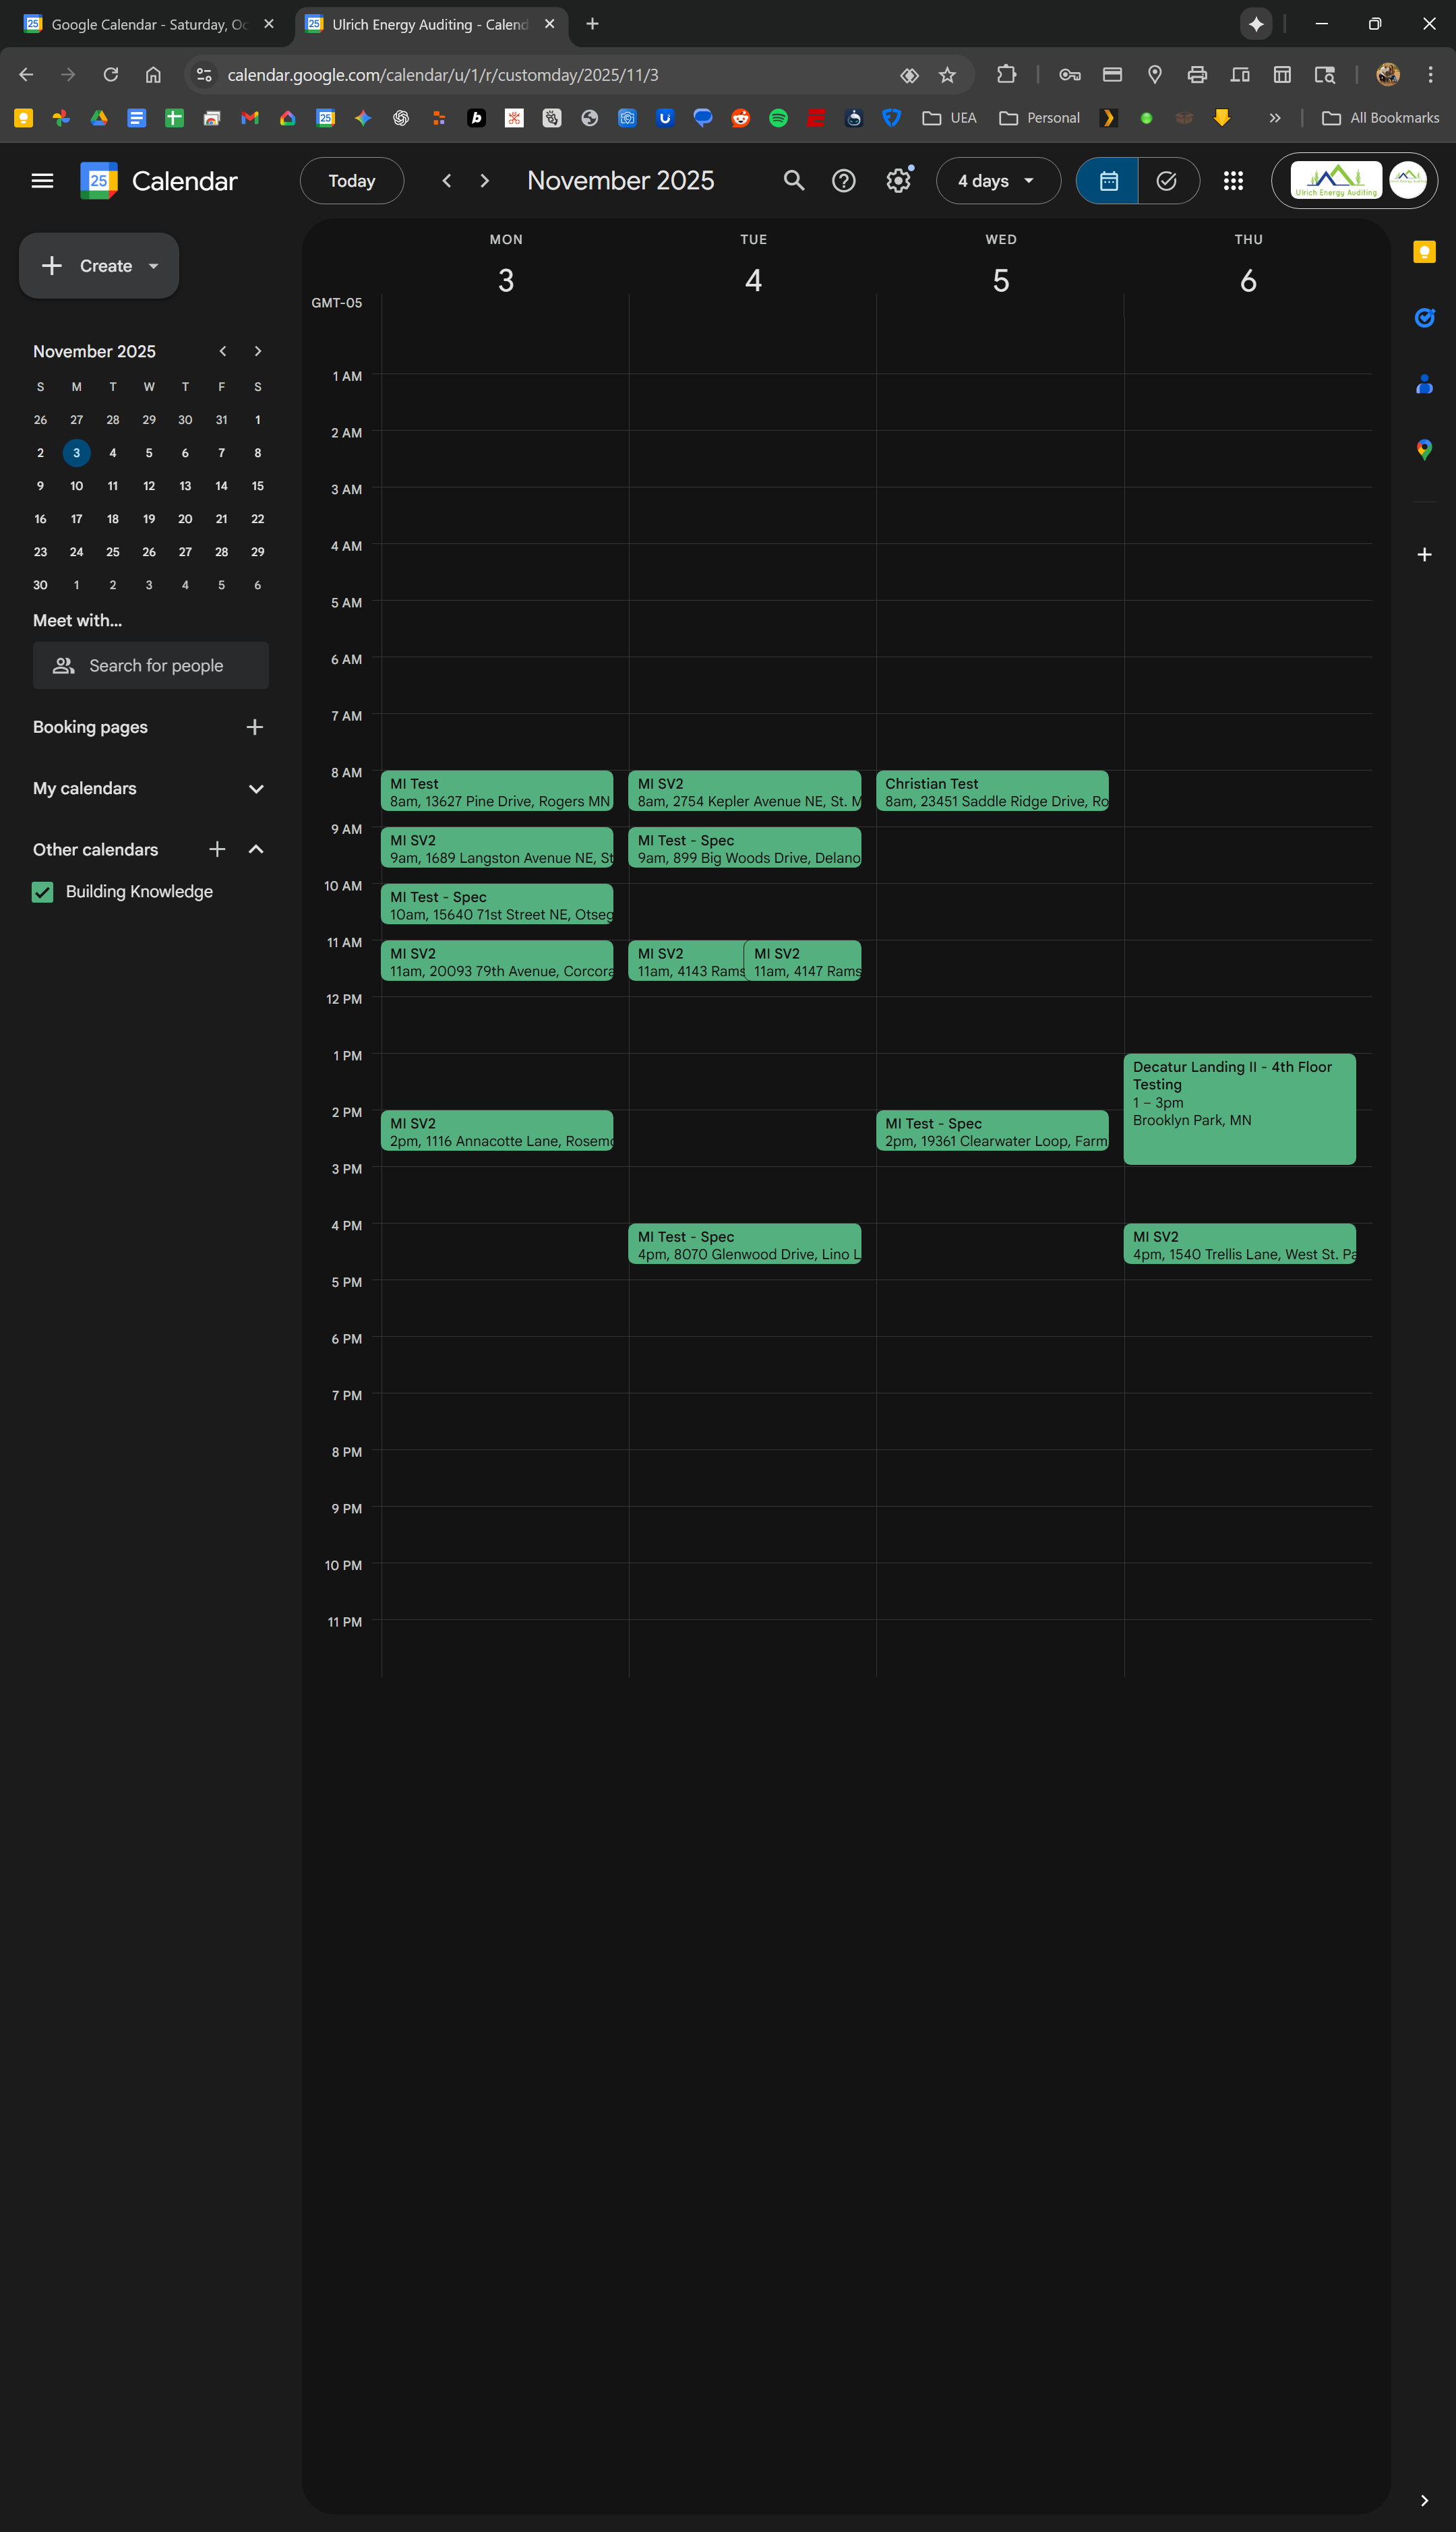 Google Calendar - Saturday, Oc
Ulrich Energy Auditing - Calend
calendar.google.com/calendar/u/1/r/customday/2025/11/3
UEA
Personal
All Bookmarks
25
Calendar
Today
November 2025
4 days
Ulrich Energy Auditing
Create
November 2025
S M T W T F S
26 27 28 29 30 31 1
2 3 4 5 6 7 8
9 10 11 12 13 14 15
16 17 18 19 20 21 22
23 24 25 26 27 28 29
30 1 2 3 4 5 6
Meet with...
Search for people
Booking pages
My calendars
Other calendars
Building Knowledge
MON TUE WED THU
3 4 5 6
GMT-05
1 AM
2 AM
3 AM
4 AM
5 AM
6 AM
7 AM
8 AM
MI Test
8am, 13627 Pine Drive, Rogers MN
MI SV2
8am, 2754 Kepler Avenue NE, St. M
Christian Test
8am, 23451 Saddle Ridge Drive, Ro
9 AM
MI SV2
9am, 1689 Langston Avenue NE, St
MI Test - Spec
9am, 899 Big Woods Drive, Delano
10 AM
MI Test - Spec
10am, 15640 71st Street NE, Otseg
11 AM
MI SV2
11am, 20093 79th Avenue, Corcora
MI SV2
11am, 4143 Rams
MI SV2
11am, 4147 Rams
12 PM
1 PM
Decatur Landing II - 4th Floor
Testing
1 – 3pm
Brooklyn Park, MN
2 PM
MI SV2
2pm, 1116 Annacotte Lane, Rosemo
MI Test - Spec
2pm, 19361 Clearwater Loop, Farm
3 PM
4 PM
MI Test - Spec
4pm, 8070 Glenwood Drive, Lino L
MI SV2
4pm, 1540 Trellis Lane, West St. Pa
5 PM
6 PM
7 PM
8 PM
9 PM
10 PM
11 PM